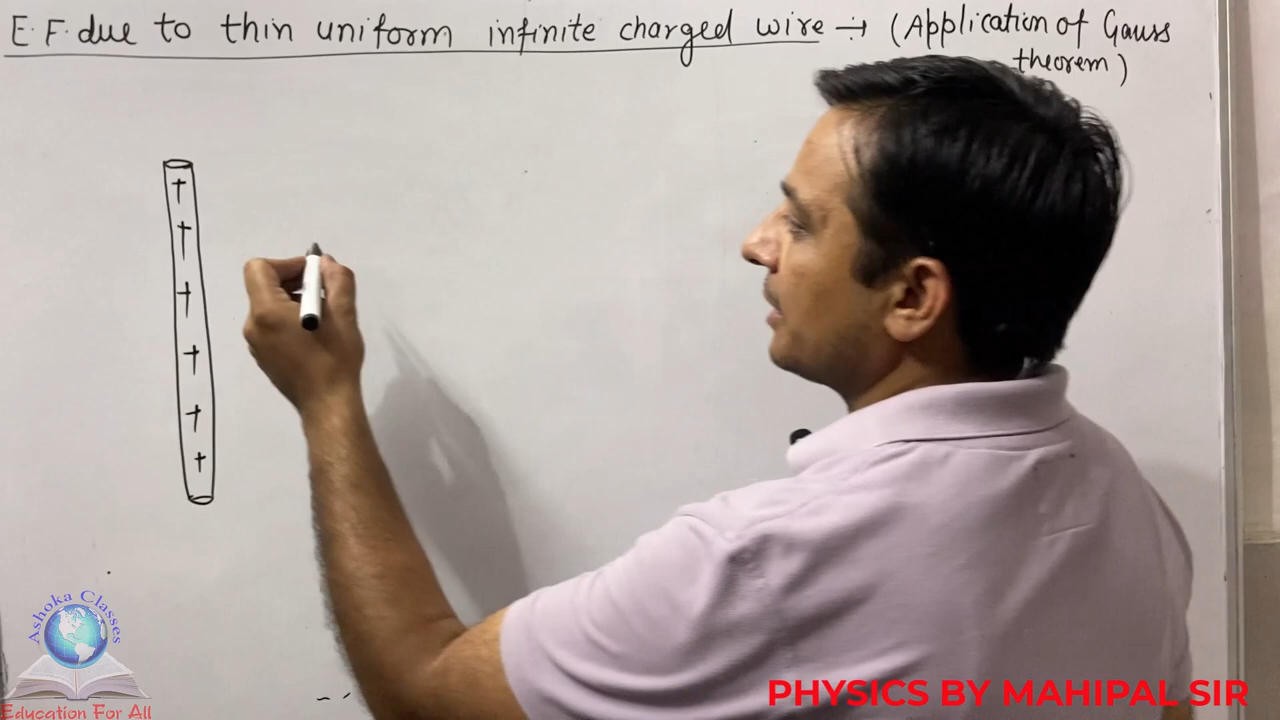 E.F. due to thin uniform infinite charged wire ÷→ (Application of Gauss
theorem)
+
+
+
+
+
+
Ashoka Classes
Education For All
PHYSICS BY MAHIPAL SIR